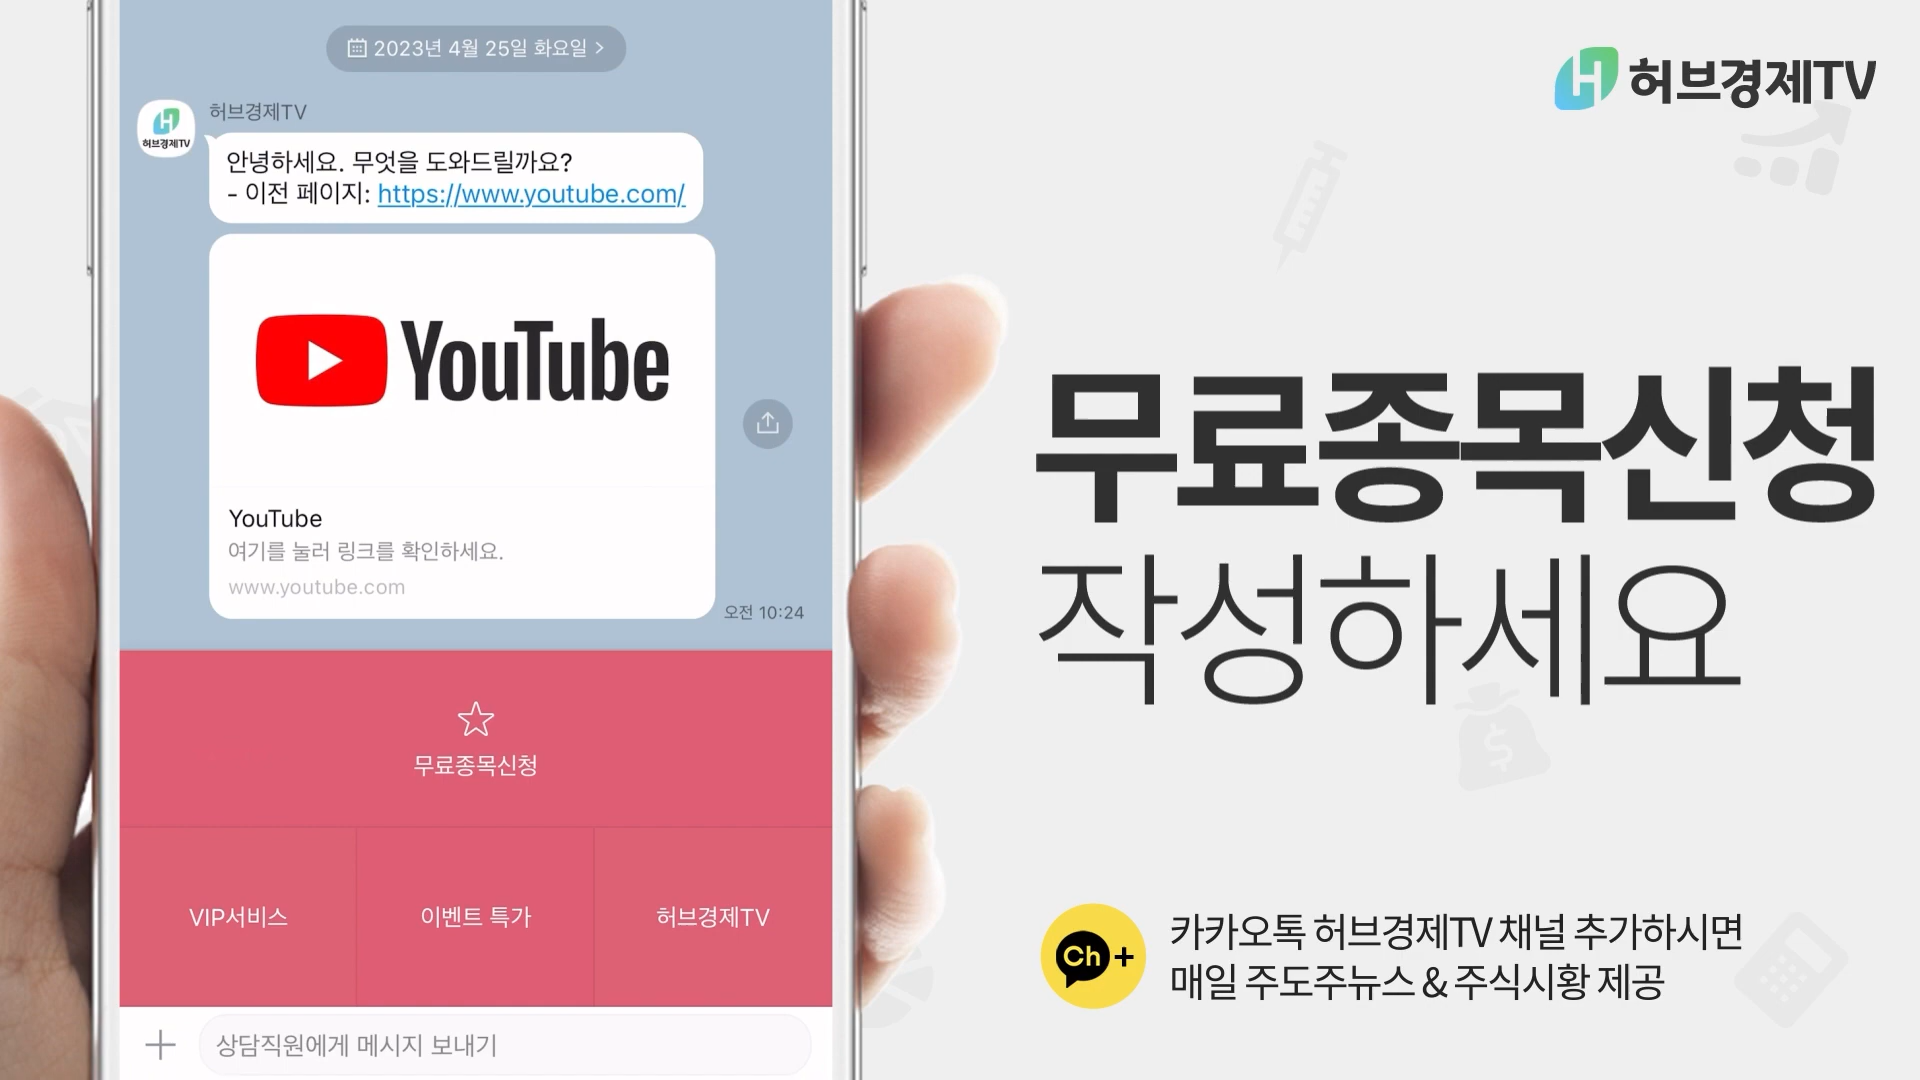 2023년 4월 25일 화요일 >
허브경제TV
허브경제TV
안녕하세요. 무엇을 도와드릴까요?
- 이전 페이지: https://www.youtube.com/
YouTube
YouTube
여기를 눌러 링크를 확인하세요.
www.youtube.com
오전 10:24
무료종목신청
VIP서비스
이벤트 특가
허브경제TV
상담직원에게 메시지 보내기
허브경제TV
무료종목신청
작성하세요
Ch+
카카오톡 허브경제TV 채널 추가하시면
매일 주도주뉴스 & 주식시황 제공